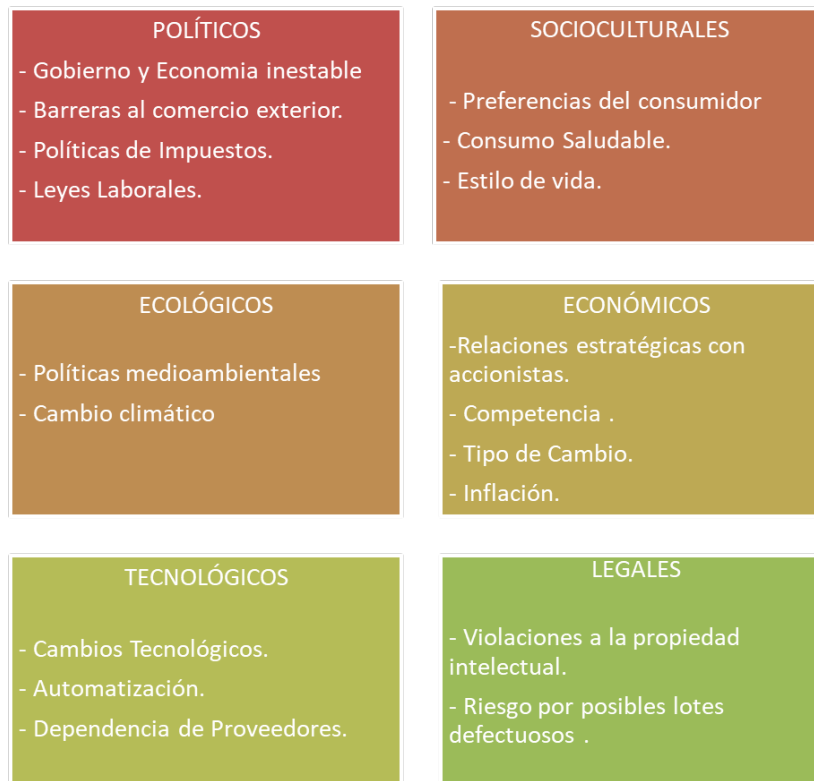 POLÍTICOS
- Gobierno y Economia inestable
- Barreras al comercio exterior.
- Políticas de Impuestos.
- Leyes Laborales.
SOCIOCULTURALES
- Preferencias del consumidor
- Consumo Saludable.
- Estilo de vida.
ECOLÓGICOS
- Políticas medioambientales
- Cambio climático
ECONÓMICOS
-Relaciones estratégicas con
accionistas.
- Competencia .
- Tipo de Cambio.
- Inflación.
TECNOLÓGICOS
- Cambios Tecnológicos.
- Automatización.
- Dependencia de Proveedores.
LEGALES
- Violaciones a la propiedad
intelectual.
- Riesgo por posibles lotes
defectuosos .